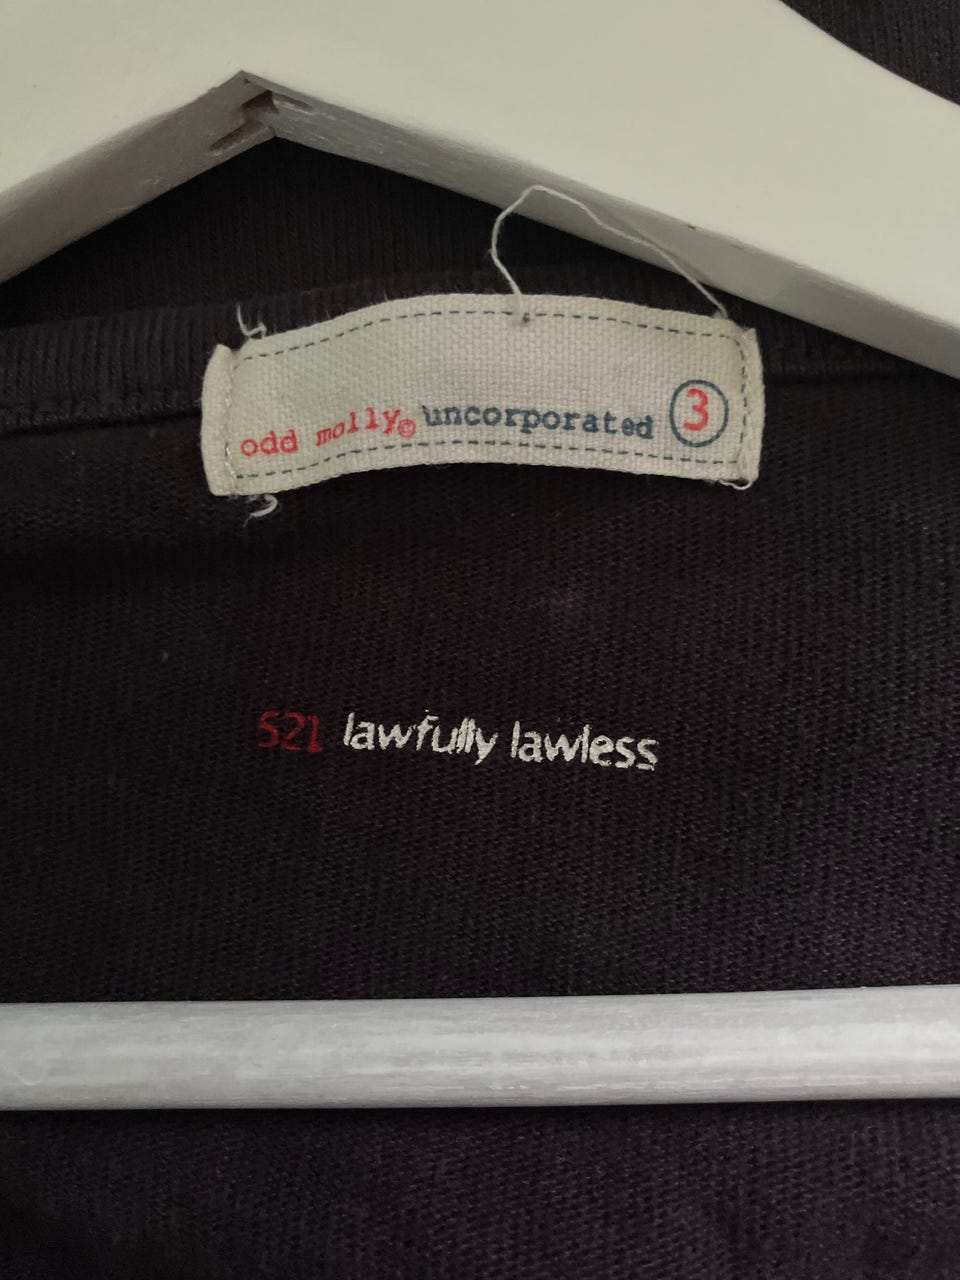 odd molly© uncorporated 3
521 lawfully lawless